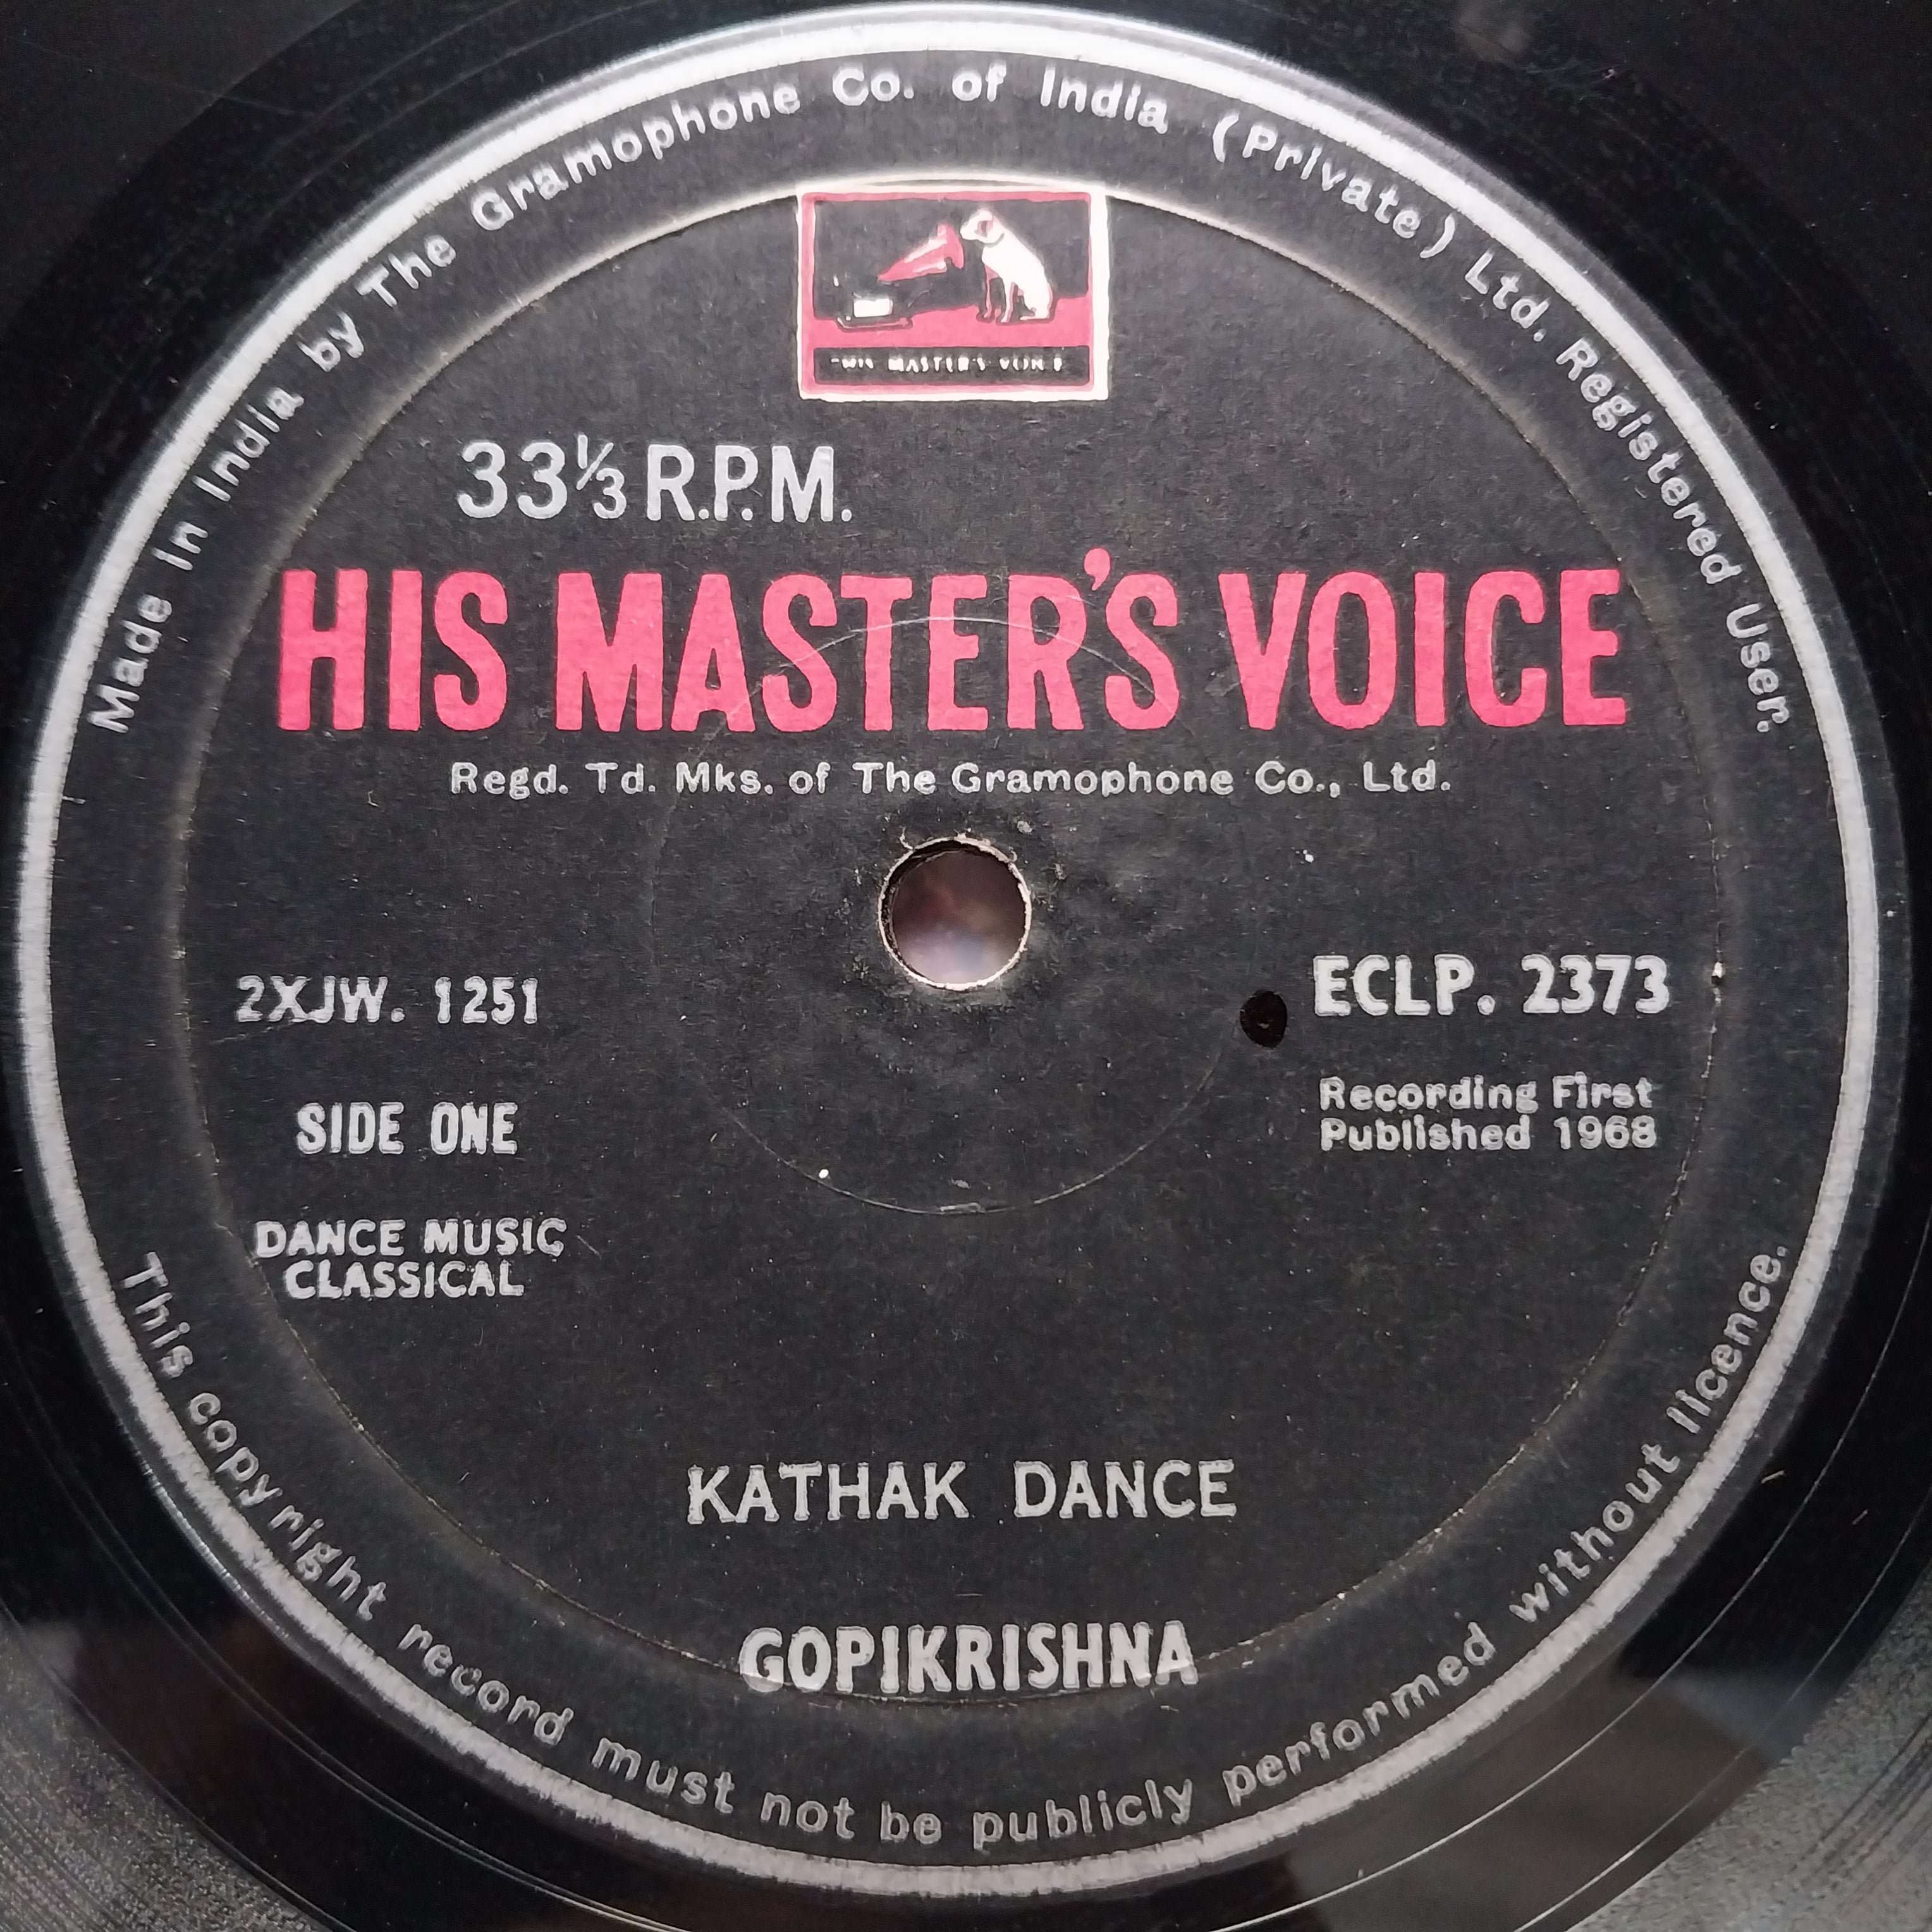 Made in India by The Gramophone Co. of India (Private) Ltd. Registered User.
"HIS MASTER'S VOICE"
33⅓ R.P.M.
HIS MASTER'S VOICE
Regd. Td. Mks. of The Gramophone Co., Ltd.
2XJW. 1251
ECLP. 2373
SIDE ONE
Recording First
Published 1968
DANCE MUSIC
CLASSICAL
KATHAK DANCE
GOPIKRISHNA
This copyright record must not be publicly performed without licence.